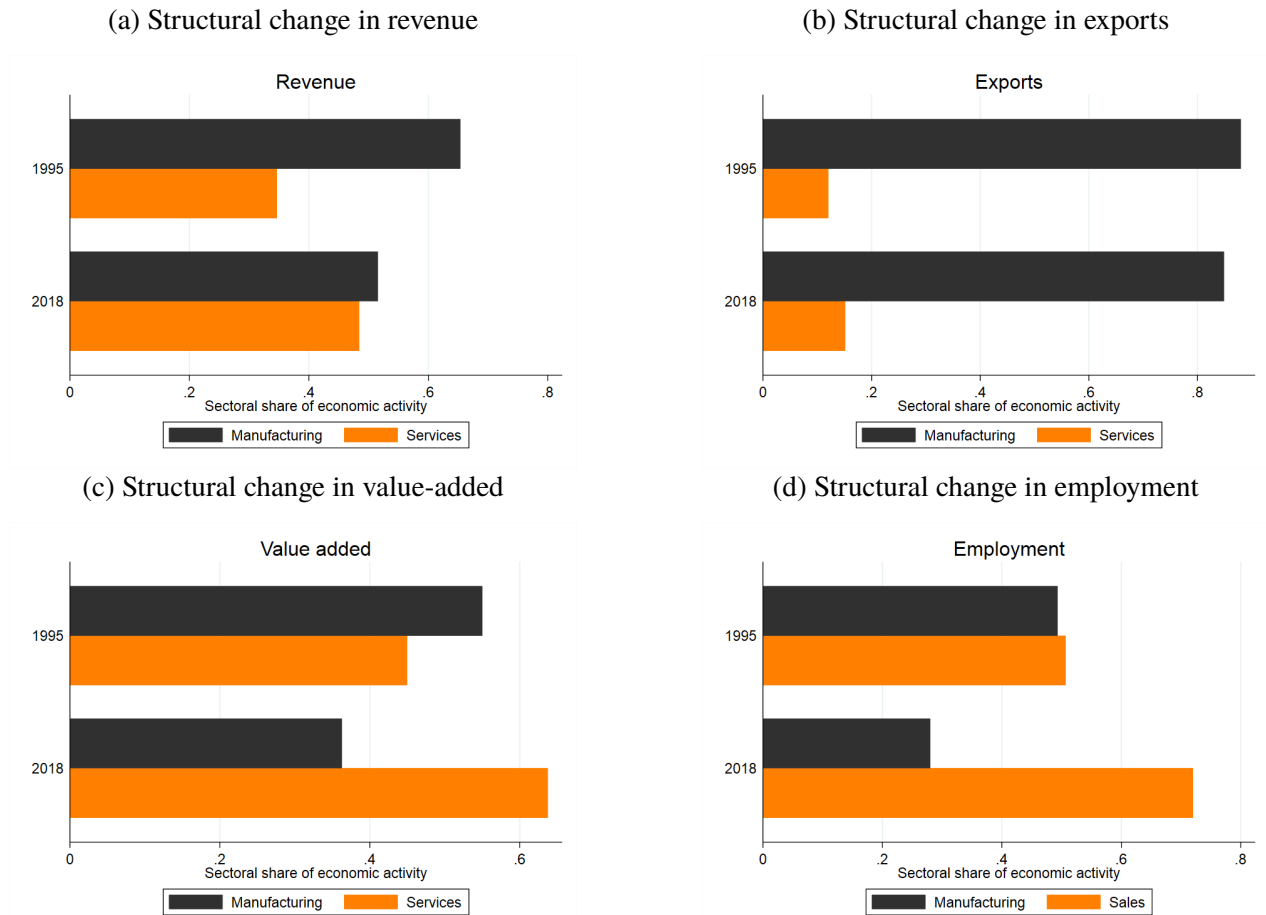 (a) Structural change in revenue
Revenue
1995
2018
0 .2 .4 .6 .8
Sectoral share of economic activity
Manufacturing Services
(b) Structural change in exports
Exports
1995
2018
0 .2 .4 .6 .8
Sectoral share of economic activity
Manufacturing Services
(c) Structural change in value-added
Value added
1995
2018
0 .2 .4 .6
Sectoral share of economic activity
Manufacturing Services
(d) Structural change in employment
Employment
1995
2018
0 .2 .4 .6 .8
Sectoral share of economic activity
Manufacturing Sales